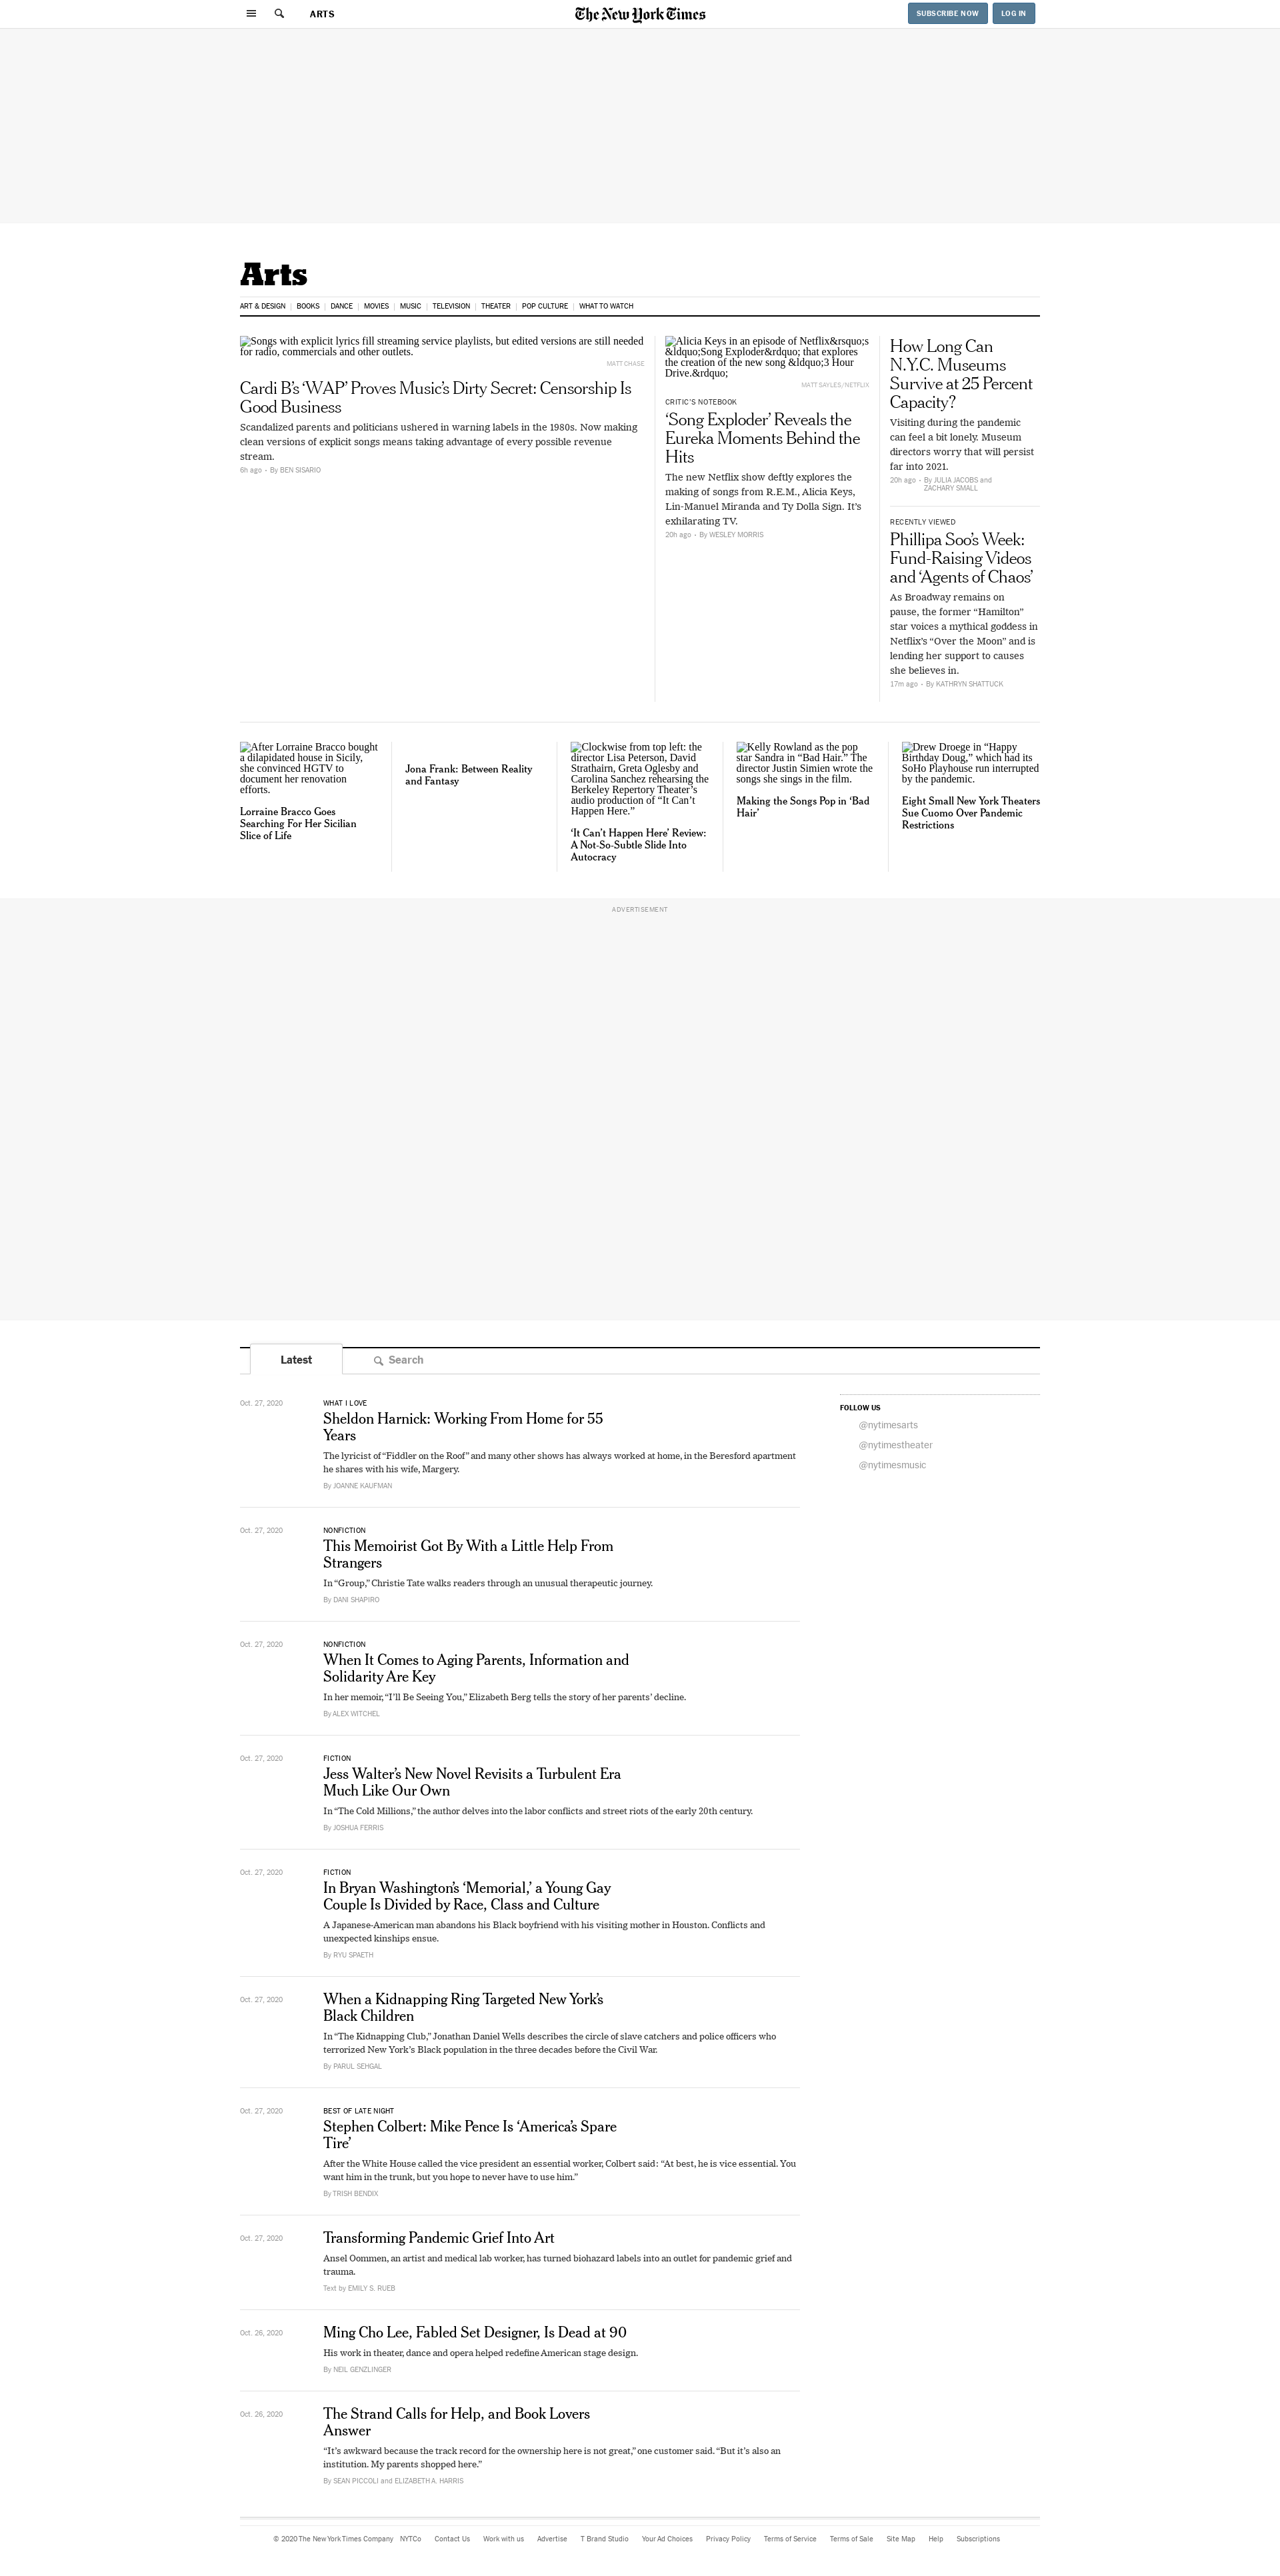 ARTS
The New York Times
SUBSCRIBE NOW
LOG IN
Arts
ART & DESIGN
BOOKS
DANCE
MOVIES
MUSIC
TELEVISION
THEATER
POP CULTURE
WHAT TO WATCH
Songs with explicit lyrics fill streaming service playlists, but edited versions are still needed
for radio, commercials and other outlets.
MATT CHASE
Cardi B’s ‘WAP’ Proves Music’s Dirty Secret: Censorship Is
Good Business
Scandalized parents and politicians ushered in warning labels in the 1980s. Now making
clean versions of explicit songs means taking advantage of every possible revenue
stream.
6h ago - By BEN SISARIO
Alicia Keys in an episode of Netflix&rsquo;s
&ldquo;Song Exploder&rdquo; that explores
the creation of the new song &ldquo;3 Hour
Drive.&rdquo;
MATT SAYLES/NETFLIX
CRITIC’S NOTEBOOK
‘Song Exploder’ Reveals the
Eureka Moments Behind the
Hits
The new Netflix show deftly explores the
making of songs from R.E.M., Alicia Keys,
Lin-Manuel Miranda and Ty Dolla Sign. It’s
exhilarating TV.
20h ago - By WESLEY MORRIS
How Long Can
N.Y.C. Museums
Survive at 25 Percent
Capacity?
Visiting during the pandemic
can feel a bit lonely. Museum
directors worry that will persist
far into 2021.
20h ago - By JULIA JACOBS and
ZACHARY SMALL
RECENTLY VIEWED
Phillipa Soo’s Week:
Fund-Raising Videos
and ‘Agents of Chaos’
As Broadway remains on
pause, the former “Hamilton”
star voices a mythical goddess in
Netflix’s “Over the Moon” and is
lending her support to causes
she believes in.
17m ago - By KATHRYN SHATTUCK
After Lorraine Bracco bought
a dilapidated house in Sicily,
she convinced HGTV to
document her renovation
efforts.
Lorraine Bracco Goes
Searching For Her Sicilian
Slice of Life
Jona Frank: Between Reality
and Fantasy
Clockwise from top left: the
director Lisa Peterson, David
Strathairn, Greta Oglesby and
Carolina Sanchez rehearsing the
Berkeley Repertory Theater’s
audio production of “It Can’t
Happen Here.”
‘It Can’t Happen Here’ Review:
A Not-So-Subtle Slide Into
Autocracy
Kelly Rowland as the pop
star Sandra in “Bad Hair.” The
director Justin Simien wrote the
songs she sings in the film.
Making the Songs Pop in ‘Bad
Hair’
Drew Droege in “Happy
Birthday Doug,” which had its
SoHo Playhouse run interrupted
by the pandemic.
Eight Small New York Theaters
Sue Cuomo Over Pandemic
Restrictions
ADVERTISEMENT
Latest
Search
Oct. 27, 2020
WHAT I LOVE
Sheldon Harnick: Working From Home for 55
Years
The lyricist of “Fiddler on the Roof” and many other shows has always worked at home, in the Beresford apartment
he shares with his wife, Margery.
By JOANNE KAUFMAN
FOLLOW US
@nytimesarts
@nytimestheater
@nytimesmusic
Oct. 27, 2020
NONFICTION
This Memoirist Got By With a Little Help From
Strangers
In “Group,” Christie Tate walks readers through an unusual therapeutic journey.
By DANI SHAPIRO
Oct. 27, 2020
NONFICTION
When It Comes to Aging Parents, Information and
Solidarity Are Key
In her memoir, “I’ll Be Seeing You,” Elizabeth Berg tells the story of her parents’ decline.
By ALEX WITCHEL
Oct. 27, 2020
FICTION
Jess Walter’s New Novel Revisits a Turbulent Era
Much Like Our Own
In “The Cold Millions,” the author delves into the labor conflicts and street riots of the early 20th century.
By JOSHUA FERRIS
Oct. 27, 2020
FICTION
In Bryan Washington’s ‘Memorial,’ a Young Gay
Couple Is Divided by Race, Class and Culture
A Japanese-American man abandons his Black boyfriend with his visiting mother in Houston. Conflicts and
unexpected kinships ensue.
By RYU SPAETH
Oct. 27, 2020
When a Kidnapping Ring Targeted New York’s
Black Children
In “The Kidnapping Club,” Jonathan Daniel Wells describes the circle of slave catchers and police officers who
terrorized New York’s Black population in the three decades before the Civil War.
By PARUL SEHGAL
Oct. 27, 2020
BEST OF LATE NIGHT
Stephen Colbert: Mike Pence Is ‘America’s Spare
Tire’
After the White House called the vice president an essential worker, Colbert said: “At best, he is vice essential. You
want him in the trunk, but you hope to never have to use him.”
By TRISH BENDIX
Oct. 27, 2020
Transforming Pandemic Grief Into Art
Ansel Oommen, an artist and medical lab worker, has turned biohazard labels into an outlet for pandemic grief and
trauma.
Text by EMILY S. RUEB
Oct. 26, 2020
Ming Cho Lee, Fabled Set Designer, Is Dead at 90
His work in theater, dance and opera helped redefine American stage design.
By NEIL GENZLINGER
Oct. 26, 2020
The Strand Calls for Help, and Book Lovers
Answer
“It’s awkward because the track record for the ownership here is not great,” one customer said. “But it’s also an
institution. My parents shopped here.”
By SEAN PICCOLI and ELIZABETH A. HARRIS
© 2020 The New York Times Company
NYTCo
Contact Us
Work with us
Advertise
T Brand Studio
Your Ad Choices
Privacy Policy
Terms of Service
Terms of Sale
Site Map
Help
Subscriptions